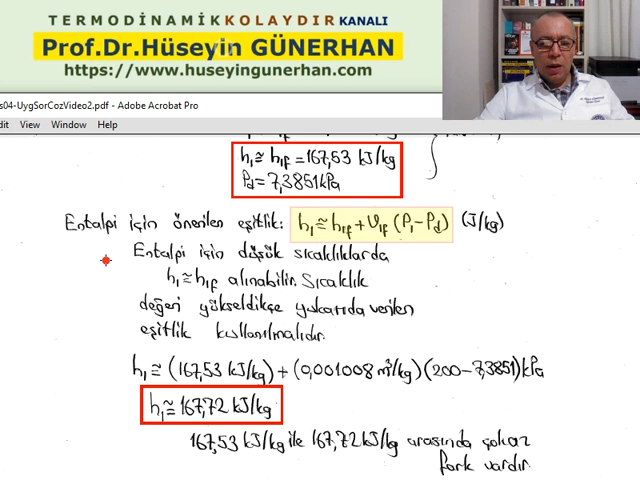 TERMODİNAMİKKOLAYDIR KANALI
Prof.Dr.Hüseyin GÜNERHAN
https://www.huseyingunerhan.com/
s04-UygSorCozVideo2.pdf - Adobe Acrobat Pro
dit View Window Help
h₁ ≅ h₁f = 167,53 kJ/kg
Pd = 7,3851 kPa
Entalpi için önerilen eşitlik: h₁ ≅ h₁f + υ₁f (P₁ - Pd) (J/kg)
Entalpi için düşük sıcaklıklarda
h₁ ≅ h₁f alınabilir. Sıcaklık
değeri yükseldikçe yukarıda verilen
eşitlik kullanılmalıdır.
h₁ ≅ (167,53 kJ/kg) + (0,001008 m³/kg) (200 - 7,3851) kPa
h₁ ≅ 167,72 kJ/kg
167,53 kJ/kg ile 167,72 kJ/kg arasında çok az
fark vardır.